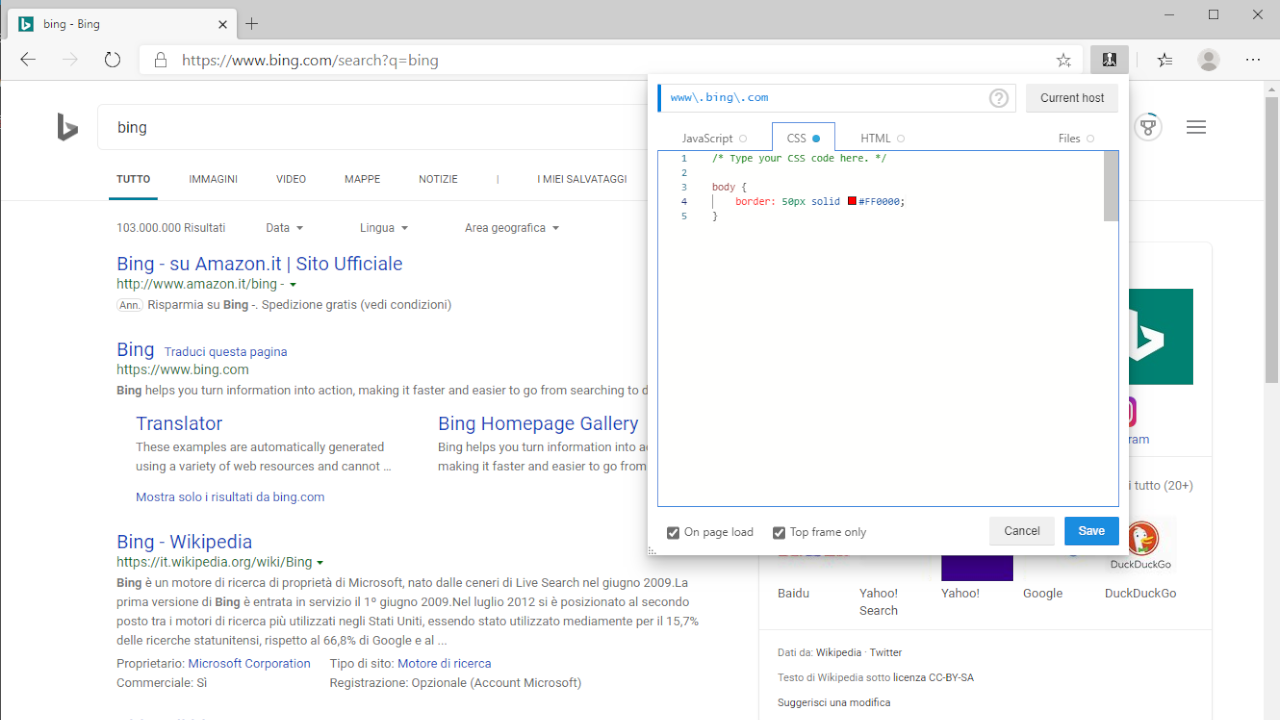 bing - Bing
https://www.bing.com/search?q=bing
bing
TUTTO IMMAGINI VIDEO MAPPE NOTIZIE | I MIEI SALVATAGGI
103.000.000 Risultati Data Lingua Area geografica
Bing - su Amazon.it | Sito Ufficiale
http://www.amazon.it/bing -
Ann. Risparmia su Bing -. Spedizione gratis (vedi condizioni)
Bing Traduci questa pagina
https://www.bing.com
Bing helps you turn information into action, making it faster and easier to go from searching to d
Translator
These examples are automatically generated
using a variety of web resources and cannot ...
Bing Homepage Gallery
Bing helps you turn information into ac
making it faster and easier to go from
Mostra solo i risultati da bing.com
Bing - Wikipedia
https://it.wikipedia.org/wiki/Bing
Bing è un motore di ricerca di proprietà di Microsoft, nato dalle ceneri di Live Search nel giugno 2009.La
prima versione di Bing è entrata in servizio il 1º giugno 2009.Nel luglio 2012 si è posizionato al secondo
posto tra i motori di ricerca più utilizzati negli Stati Uniti, essendo stato utilizzato mediamente per il 15,7%
delle ricerche statunitensi, rispetto al 66,8% di Google e al ...
Proprietario: Microsoft Corporation Tipo di sito: Motore di ricerca
Commerciale: Sì Registrazione: Opzionale (Account Microsoft)
www\.bing\.com
?
Current host
JavaScript CSS HTML Files
1 /* Type your CSS code here. */
2
3 body {
4 border: 50px solid #FF0000;
5 }
On page load Top frame only Cancel Save
ram
i tutto (20+)
DuckDuckGo
Baidu
Yahoo!
Search
Yahoo!
Google
DuckDuckGo
Dati da: Wikipedia · Twitter
Testo di Wikipedia sotto licenza CC-BY-SA
Suggerisci una modifica